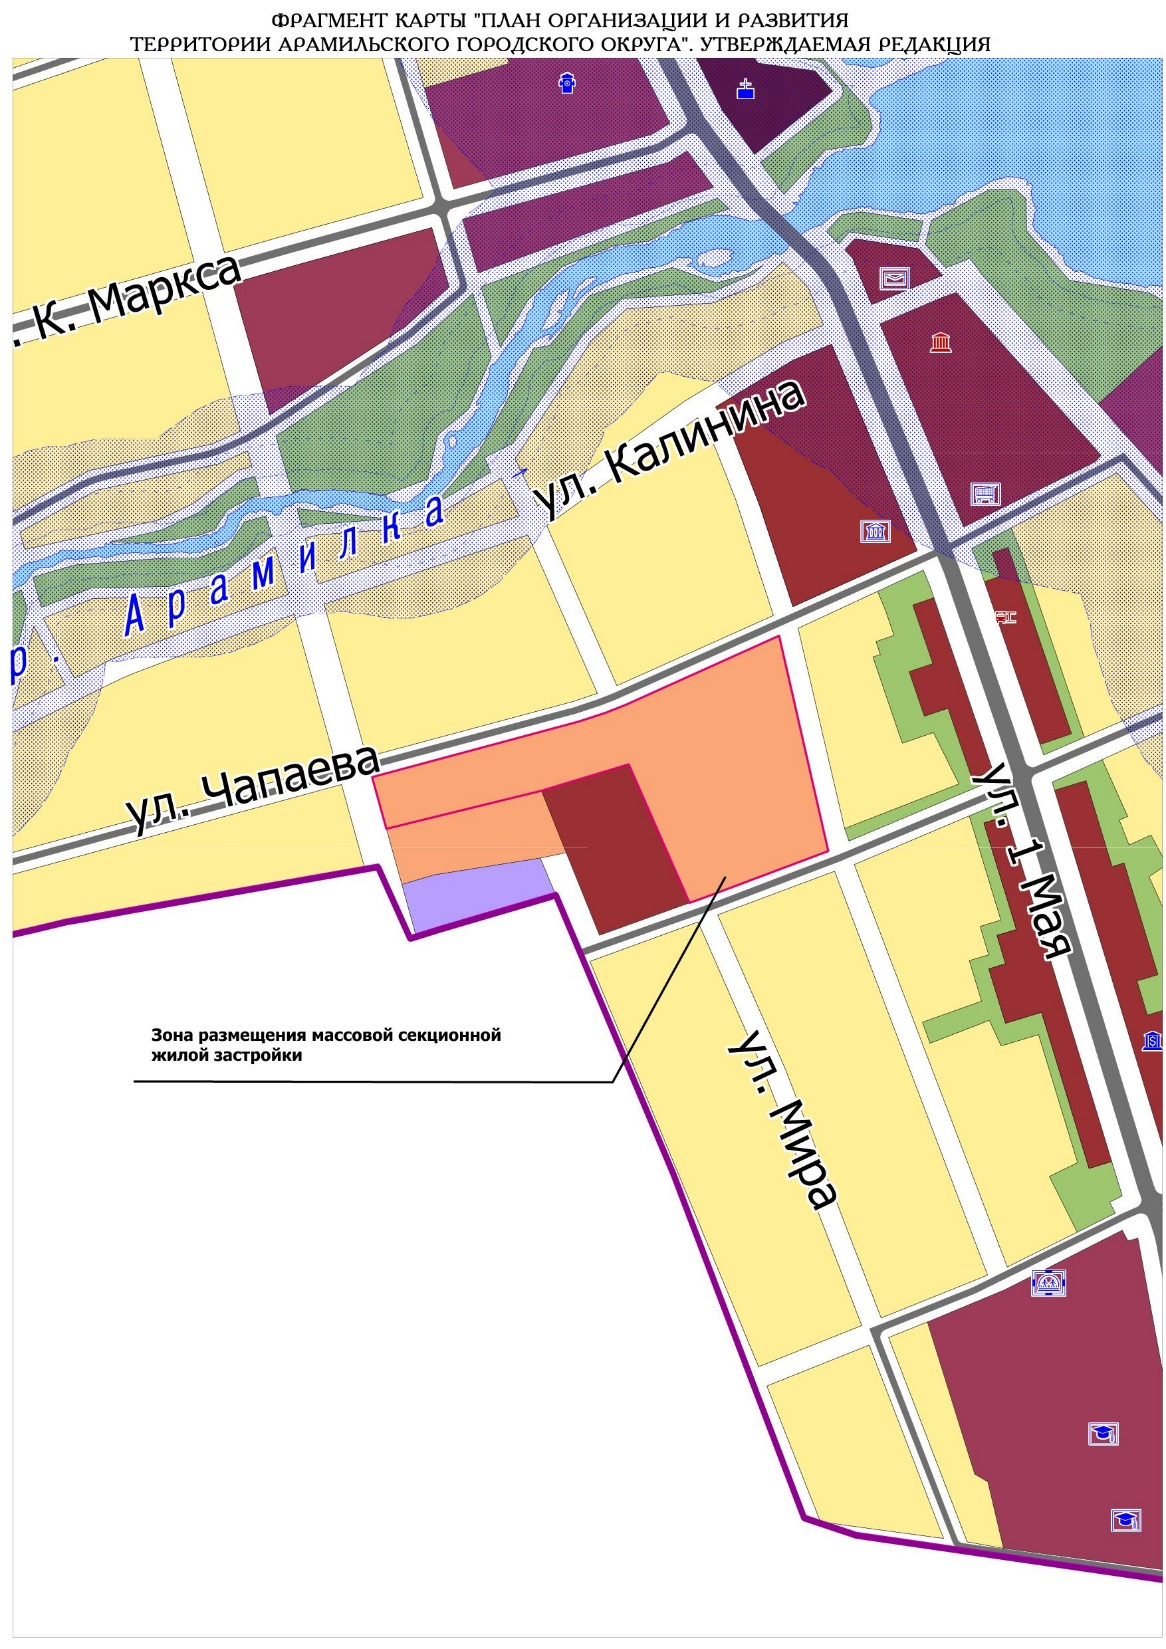 ФРАГМЕНТ КАРТЫ "ПЛАН ОРГАНИЗАЦИИ И РАЗВИТИЯ
ТЕРРИТОРИИ АРАМИЛЬСКОГО ГОРОДСКОГО ОКРУГА". УТВЕРЖДАЕМАЯ РЕДАКЦИЯ
. К. Маркса
ул. Калинина
р. Арамилка
ул. Чапаева
ул. 1 Мая
Зона размещения массовой секционной
жилой застройки
ул. Мира